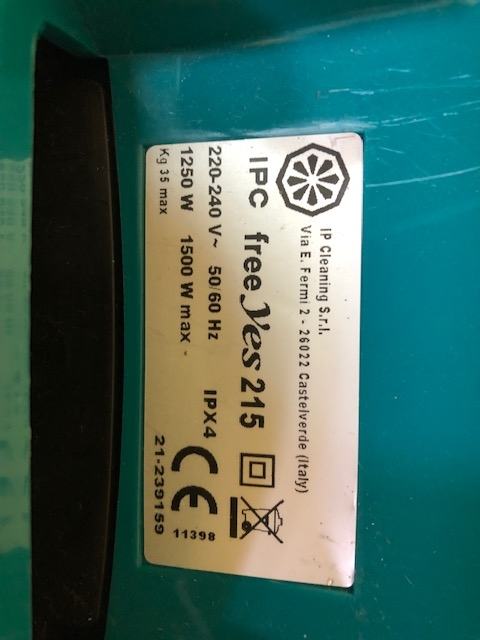 IP Cleaning S.r.l.
Via E. Fermi 2 - 26022 Castelverde (Italy)
IPC free Yes 215
220-240 V~ 50/60 Hz IPX4
1250 W 1500 W max
Kg 35 max
CE
11398
21-239159